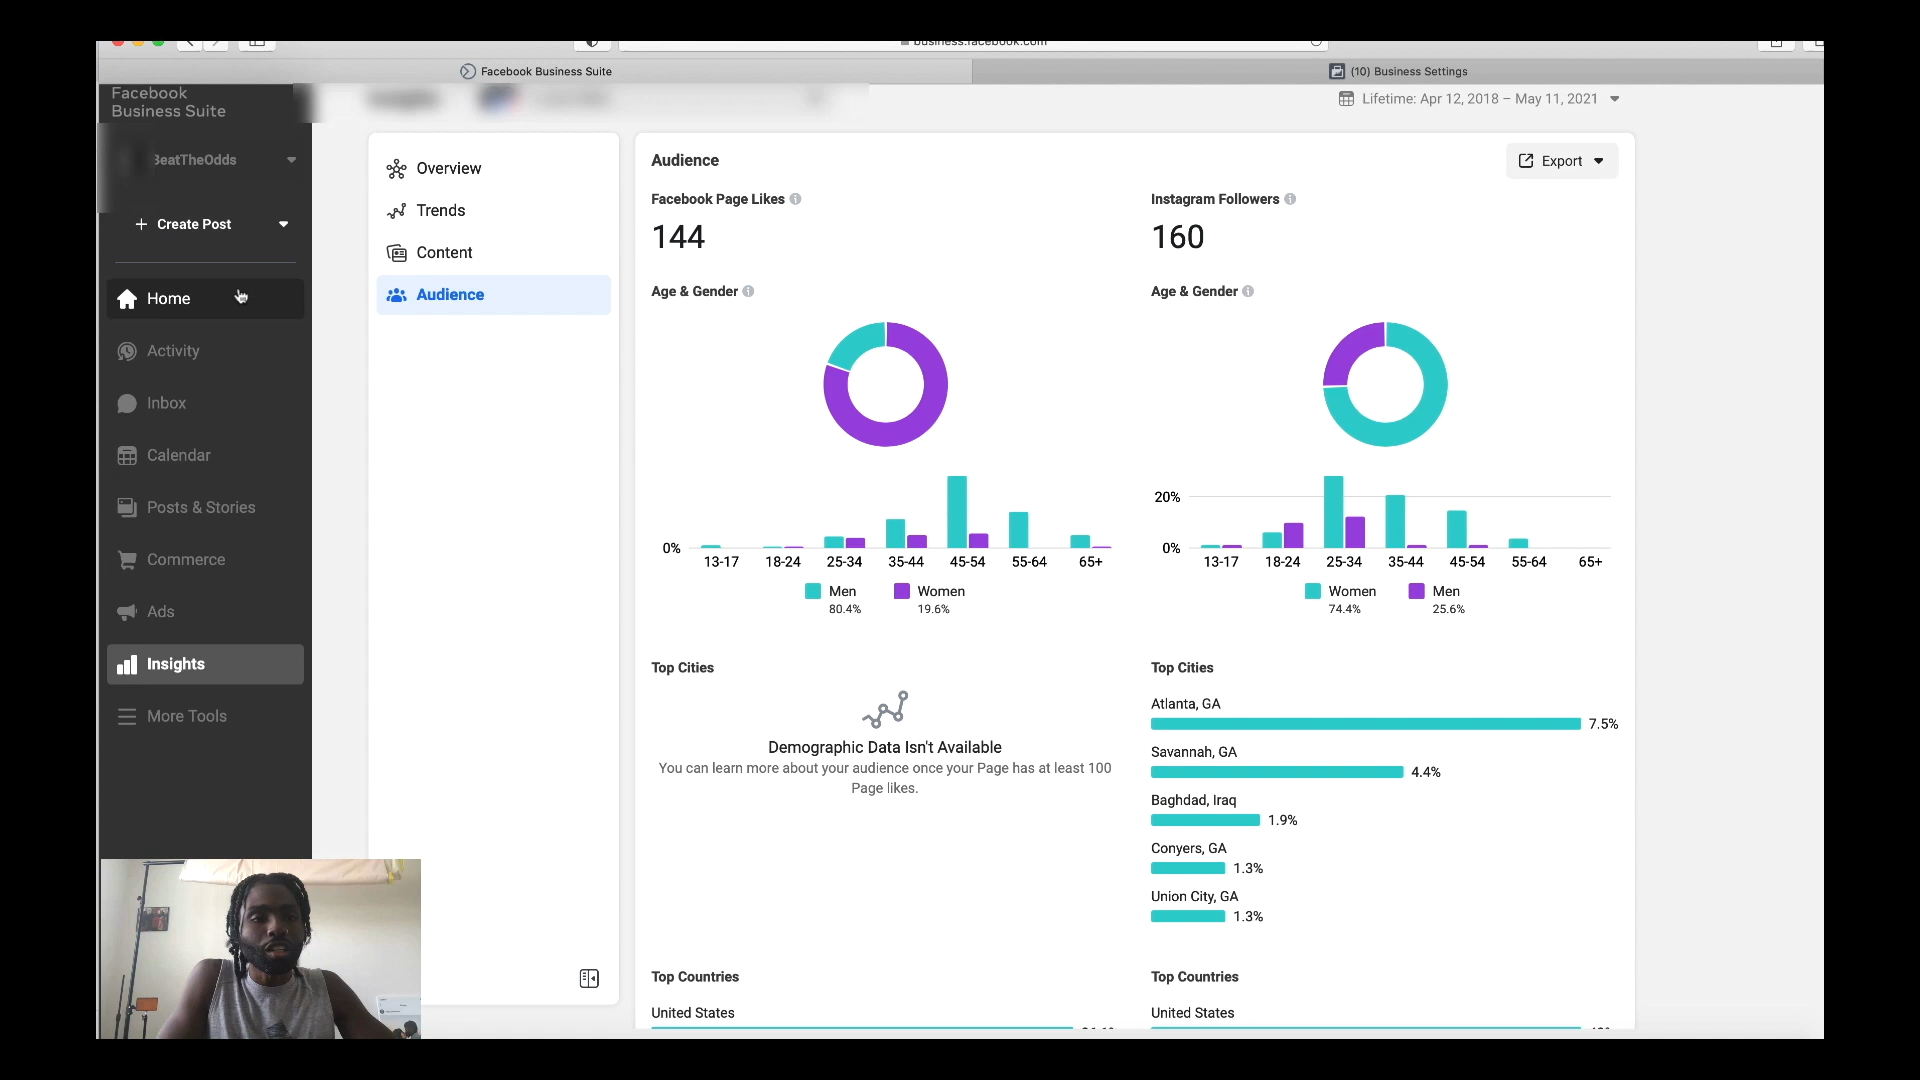 business.facebook.com
Facebook Business Suite
(10) Business Settings
Facebook
Business Suite
Lifetime: Apr 12, 2018 – May 11, 2021
BeatTheOdds
Create Post
Home
Activity
Inbox
Calendar
Posts & Stories
Commerce
Ads
Insights
More Tools
Overview
Trends
Content
Audience
Audience
Export
Facebook Page Likes
144
Age & Gender
0%
13-17 18-24 25-34 35-44 45-54 55-64 65+
Men Women
80.4% 19.6%
Top Cities
Demographic Data Isn't Available
You can learn more about your audience once your Page has at least 100
Page likes.
Top Countries
United States
Instagram Followers
160
Age & Gender
20%
0%
13-17 18-24 25-34 35-44 45-54 55-64 65+
Women Men
74.4% 25.6%
Top Cities
Atlanta, GA
7.5%
Savannah, GA
4.4%
Baghdad, Iraq
1.9%
Conyers, GA
1.3%
Union City, GA
1.3%
Top Countries
United States